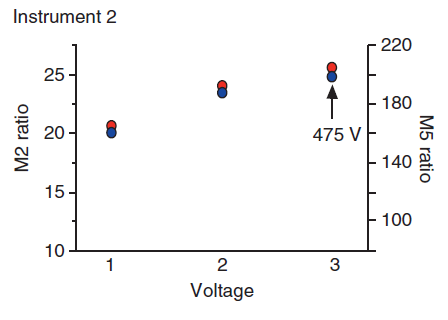 Instrument 2
220
25
180
M2 ratio
20
475 V
M5 ratio
140
15
100
10
1 2 3
Voltage